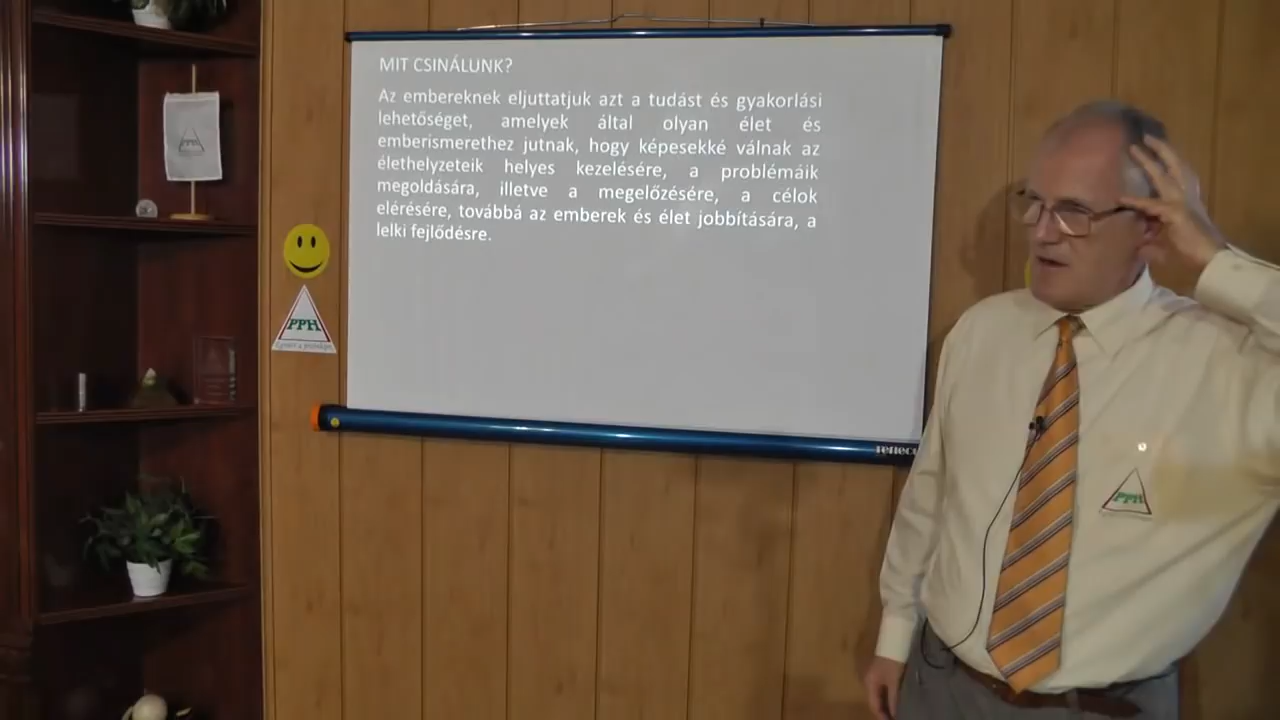 MIT CSINÁLUNK?
Az embereknek eljuttatjuk azt a tudást és gyakorlási
lehetőséget, amelyek által olyan élet és
emberismerethez jutnak, hogy képesekké válnak az
élethelyzeteik helyes kezelésére, a problémáik
megoldására, illetve a megelőzésére, a célok
elérésére, továbbá az emberek és élet jobbítására, a
lelki fejlődésre.
PPH
PPH